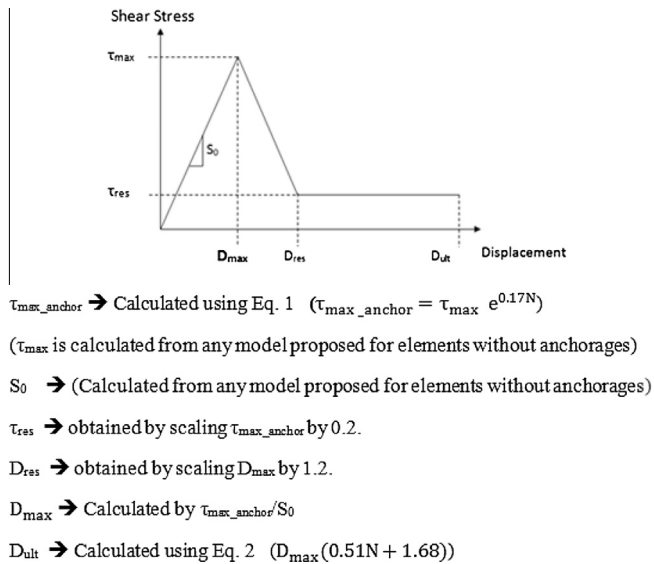 Shear Stress
τmax
S₀
τres
Dmax Dres Dult Displacement
τmax_anchor ➔ Calculated using Eq. 1 (τmax _anchor = τmax e^0.17N)
(τmax is calculated from any model proposed for elements without anchorages)
S₀ ➔ (Calculated from any model proposed for elements without anchorages)
τres ➔ obtained by scaling τmax_anchor by 0.2.
Dres ➔ obtained by scaling Dmax by 1.2.
Dmax ➔ Calculated by τmax_anchor/S₀
Dult ➔ Calculated using Eq. 2 (Dmax(0.51N + 1.68))